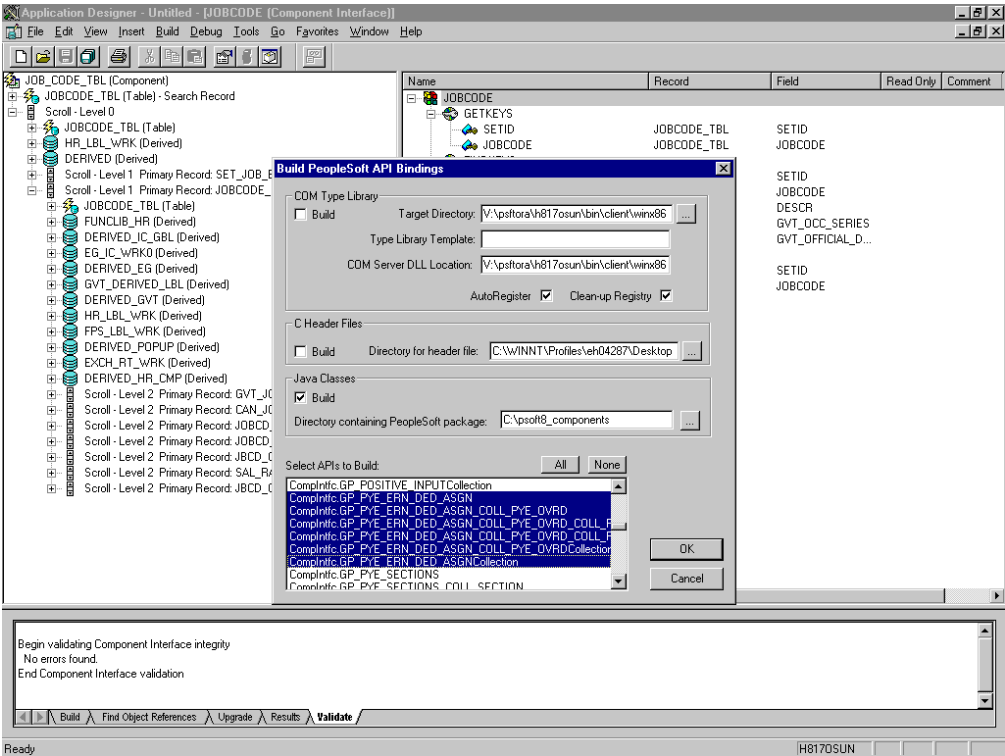 Application Designer - Untitled - [JOBCODE (Component Interface)]
File Edit View Insert Build Debug Tools Go Favorites Window Help
JOB_CODE_TBL (Component)
JOBCODE_TBL (Table) - Search Record
Scroll - Level 0
JOBCODE_TBL (Table)
HR_LBL_WRK (Derived)
DERIVED (Derived)
Scroll - Level 1 Primary Record: SET_JOB_E
Scroll - Level 1 Primary Record: JOBCODE_
JOBCODE_TBL (Table)
FUNCLIB_HR (Derived)
DERIVED_IC_GBL (Derived)
EG_IC_WRK0 (Derived)
DERIVED_EG (Derived)
GVT_DERIVED_LBL (Derived)
DERIVED_GVT (Derived)
HR_LBL_WRK (Derived)
FPS_LBL_WRK (Derived)
DERIVED_POPUP (Derived)
EXCH_RT_WRK (Derived)
DERIVED_HR_CMP (Derived)
Scroll - Level 2 Primary Record: GVT_JO
Scroll - Level 2 Primary Record: CAN_JO
Scroll - Level 2 Primary Record: JOBCD_
Scroll - Level 2 Primary Record: JOBCD_
Scroll - Level 2 Primary Record: JBCD_C
Scroll - Level 2 Primary Record: SAL_RA
Scroll - Level 2 Primary Record: JBCD_C
Name Record Field Read Only Comment
JOBCODE
GETKEYS
SETID JOBCODE_TBL SETID
JOBCODE JOBCODE_TBL JOBCODE
SETID
JOBCODE
DESCR
GVT_OCC_SERIES
GVT_OFFICIAL_D...
SETID
JOBCODE
Build PeopleSoft API Bindings
COM Type Library
Build
Target Directory: V:\psftora\h817osun\bin\client\winx86 ...
Type Library Template:
COM Server DLL Location: V:\psftora\h817osun\bin\client\winx86
AutoRegister Clean-up Registry
C Header Files
Build Directory for header file: C:\WINNT\Profiles\eh04287\Desktop ...
Java Classes
Build
Directory containing PeopleSoft package: C:\psoft8_components ...
Select APIs to Build: All None
CompIntfc.GP_POSITIVE_INPUTCollection
CompIntfc.GP_PYE_ERN_DED_ASGN
CompIntfc.GP_PYE_ERN_DED_ASGN_COLL_PYE_OVRD
CompIntfc.GP_PYE_ERN_DED_ASGN_COLL_PYE_OVRD_COLL_F
CompIntfc.GP_PYE_ERN_DED_ASGN_COLL_PYE_OVRD_COLL_F
CompIntfc.GP_PYE_ERN_DED_ASGN_COLL_PYE_OVRDCollection
CompIntfc.GP_PYE_ERN_DED_ASGNCollection
CompIntfc.GP_PYE_SECTIONS
CompIntfc.GP_PYE_SECTIONS_COLL_SECTION
OK
Cancel
Begin validating Component Interface integrity
No errors found.
End Component Interface validation
Build Find Object References Upgrade Results Validate
Ready H817OSUN